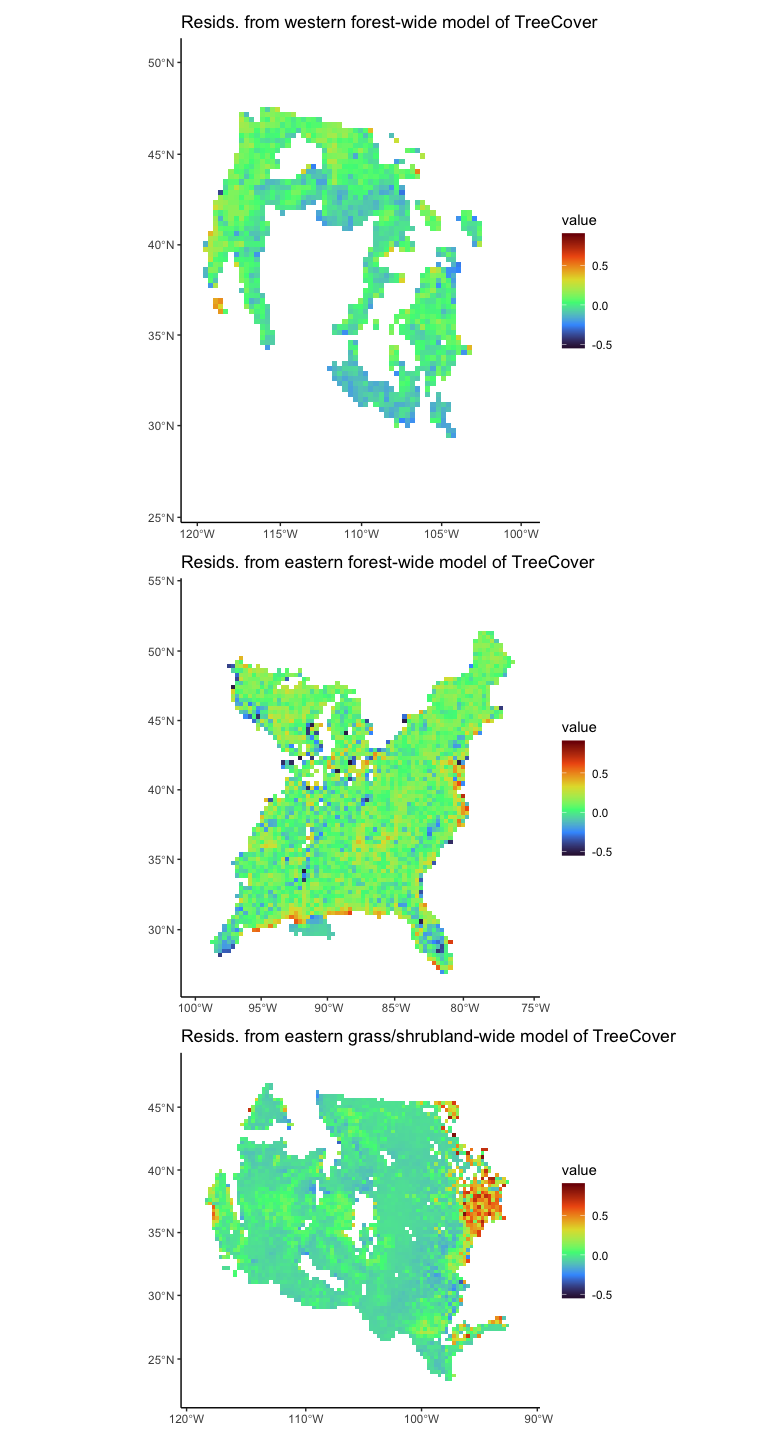 Resids. from western forest-wide model of TreeCover
50°N
45°N
40°N
35°N
30°N
25°N
120°W 115°W 110°W 105°W 100°W
value
0.5
0.0
-0.5
Resids. from eastern forest-wide model of TreeCover
55°N
50°N
45°N
40°N
35°N
30°N
100°W 95°W 90°W 85°W 80°W 75°W
value
0.5
0.0
-0.5
Resids. from eastern grass/shrubland-wide model of TreeCover
45°N
40°N
35°N
30°N
25°N
120°W 110°W 100°W 90°W
value
0.5
0.0
-0.5